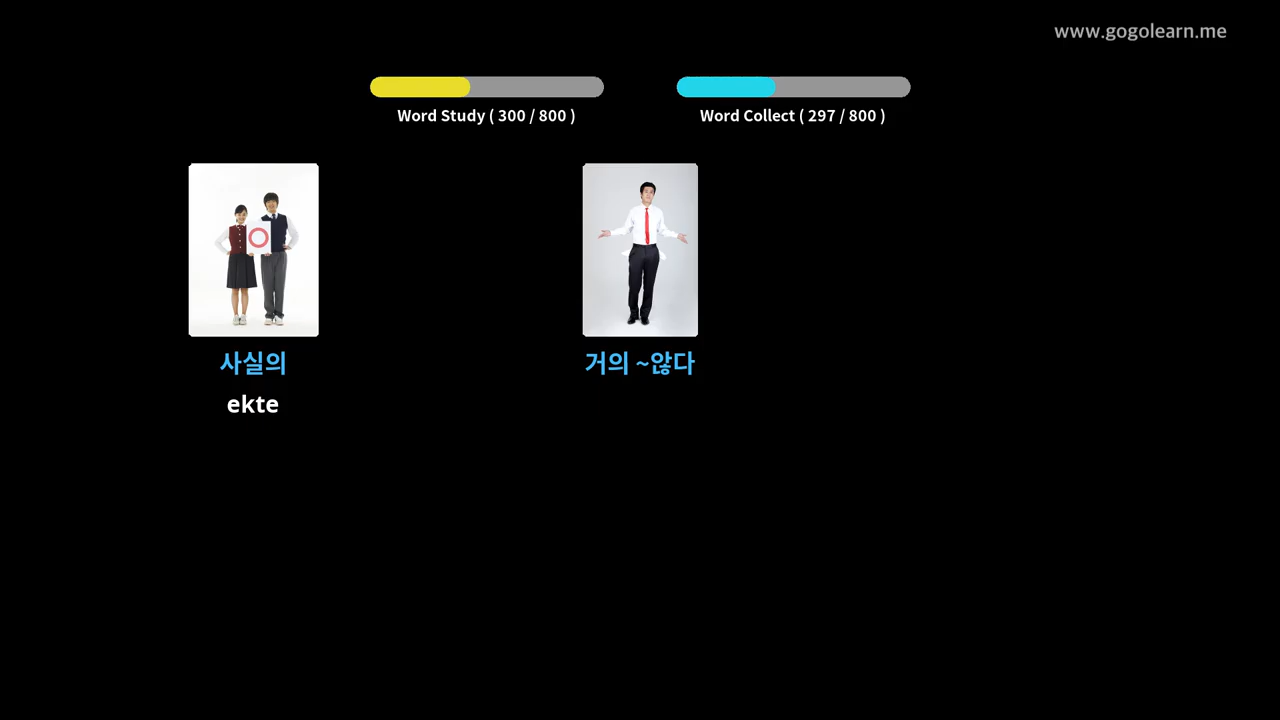 www.gogolearn.me
Word Study ( 300 / 800 )
Word Collect ( 297 / 800 )
사실의
거의 ~않다
ekte